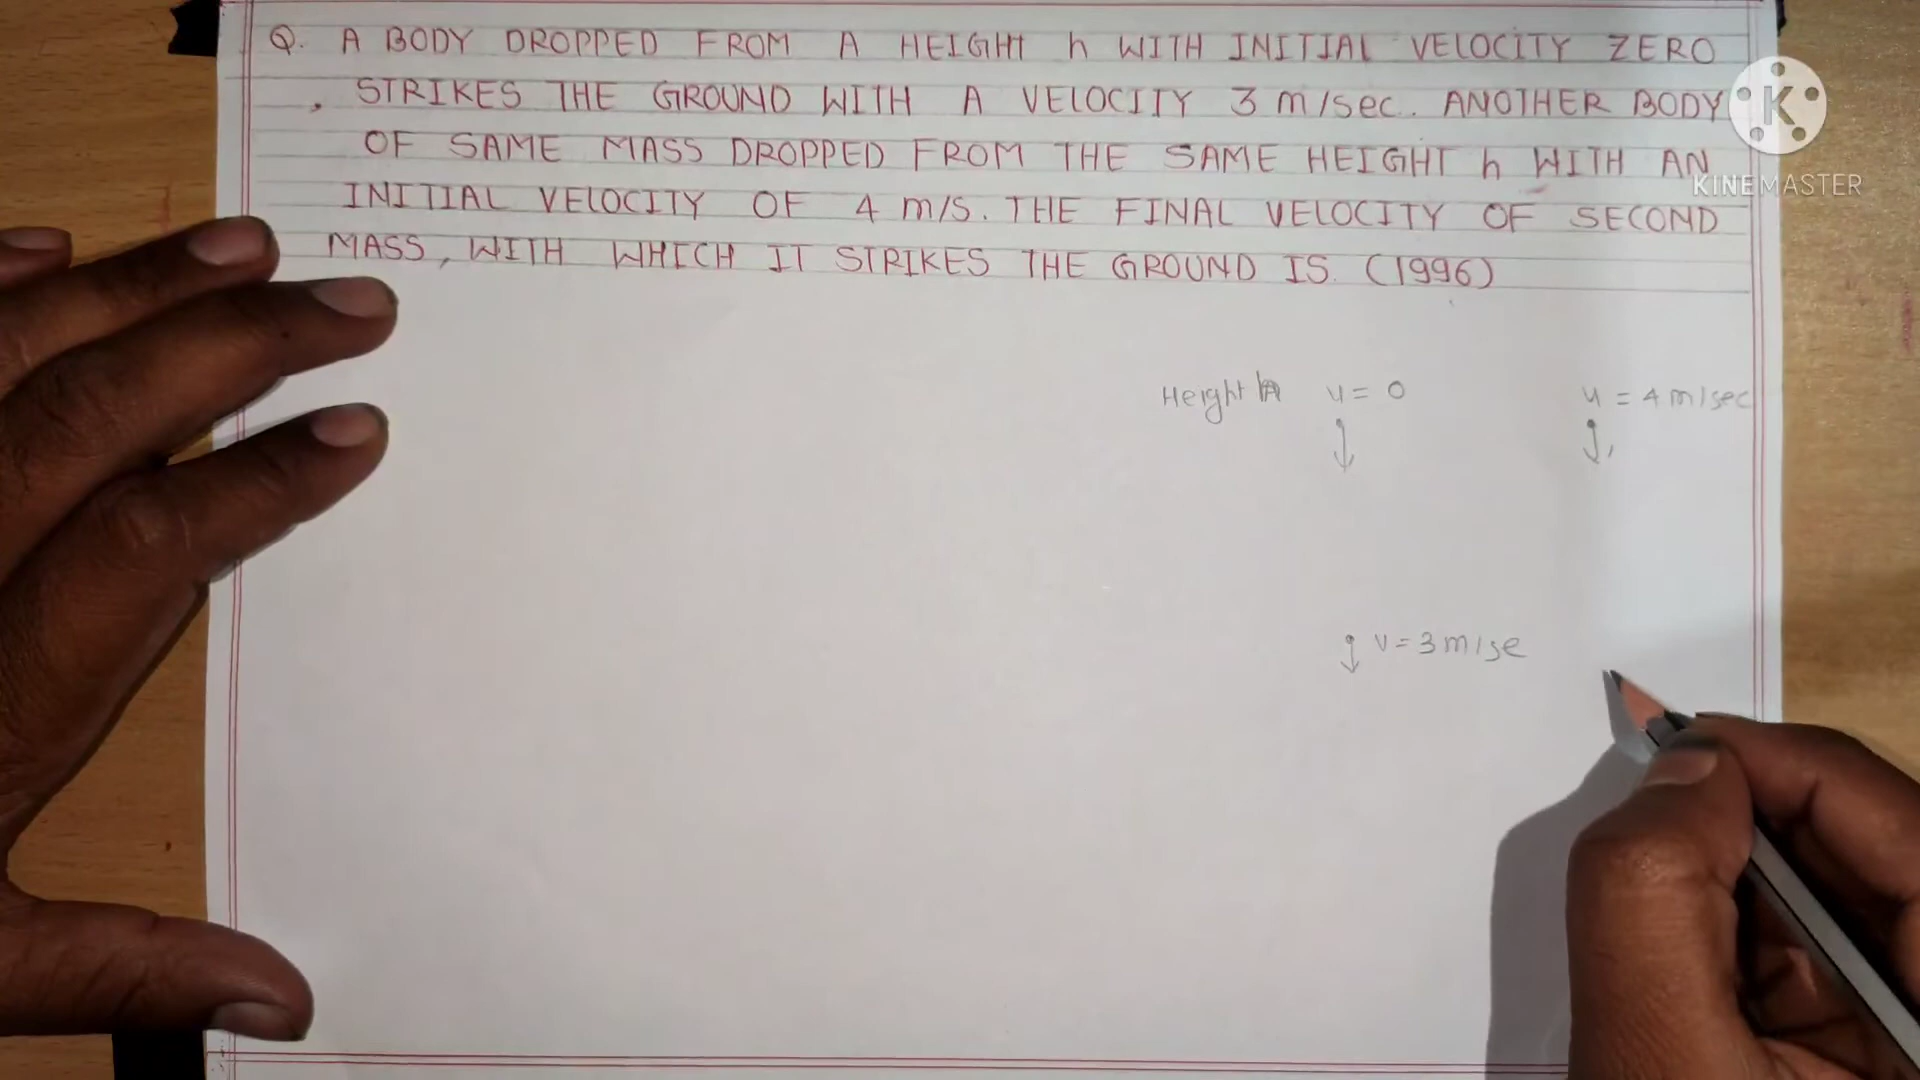 Q. A BODY DROPPED FROM A HEIGHT h WITH INITIAL VELOCITY ZERO
, STRIKES THE GROUND WITH A VELOCITY 3 m/sec. ANOTHER BODY
OF SAME MASS DROPPED FROM THE SAME HEIGHT h WITH AN
INITIAL VELOCITY OF 4 m/s. THE FINAL VELOCITY OF SECOND
MASS, WITH WHICH IT STRIKES THE GROUND IS. (1996)
K
KINEMASTER
Height h u = 0 u = 4 m/sec
v = 3 m/se